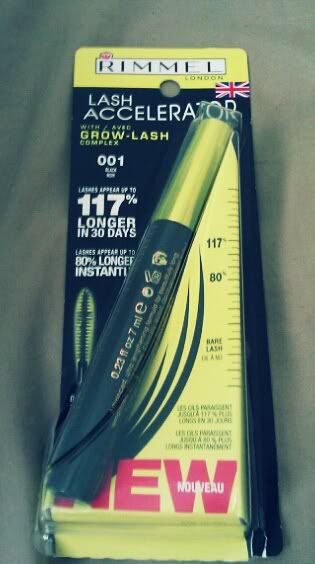 RIMMEL
LONDON
LASH
ACCELERATOR
WITH / AVEC
GROW-LASH
COMPLEX
001
BLACK
NOIR
LASHES APPEAR UP TO
117%
LONGER
IN 30 DAYS
LASHES APPEAR UP TO
80% LONGER
INSTANTLY
117%
80%
BARE
LASH
CIL À NU
0.23 fl oz 7 ml e
LES CILS PARAISSENT
JUSQU'À 117 % PLUS
LONGS EN 30 JOURS
LES CILS PARAISSENT
JUSQU'À 80 % PLUS
LONGS INSTANTANÉMENT
NEW
NOUVEAU